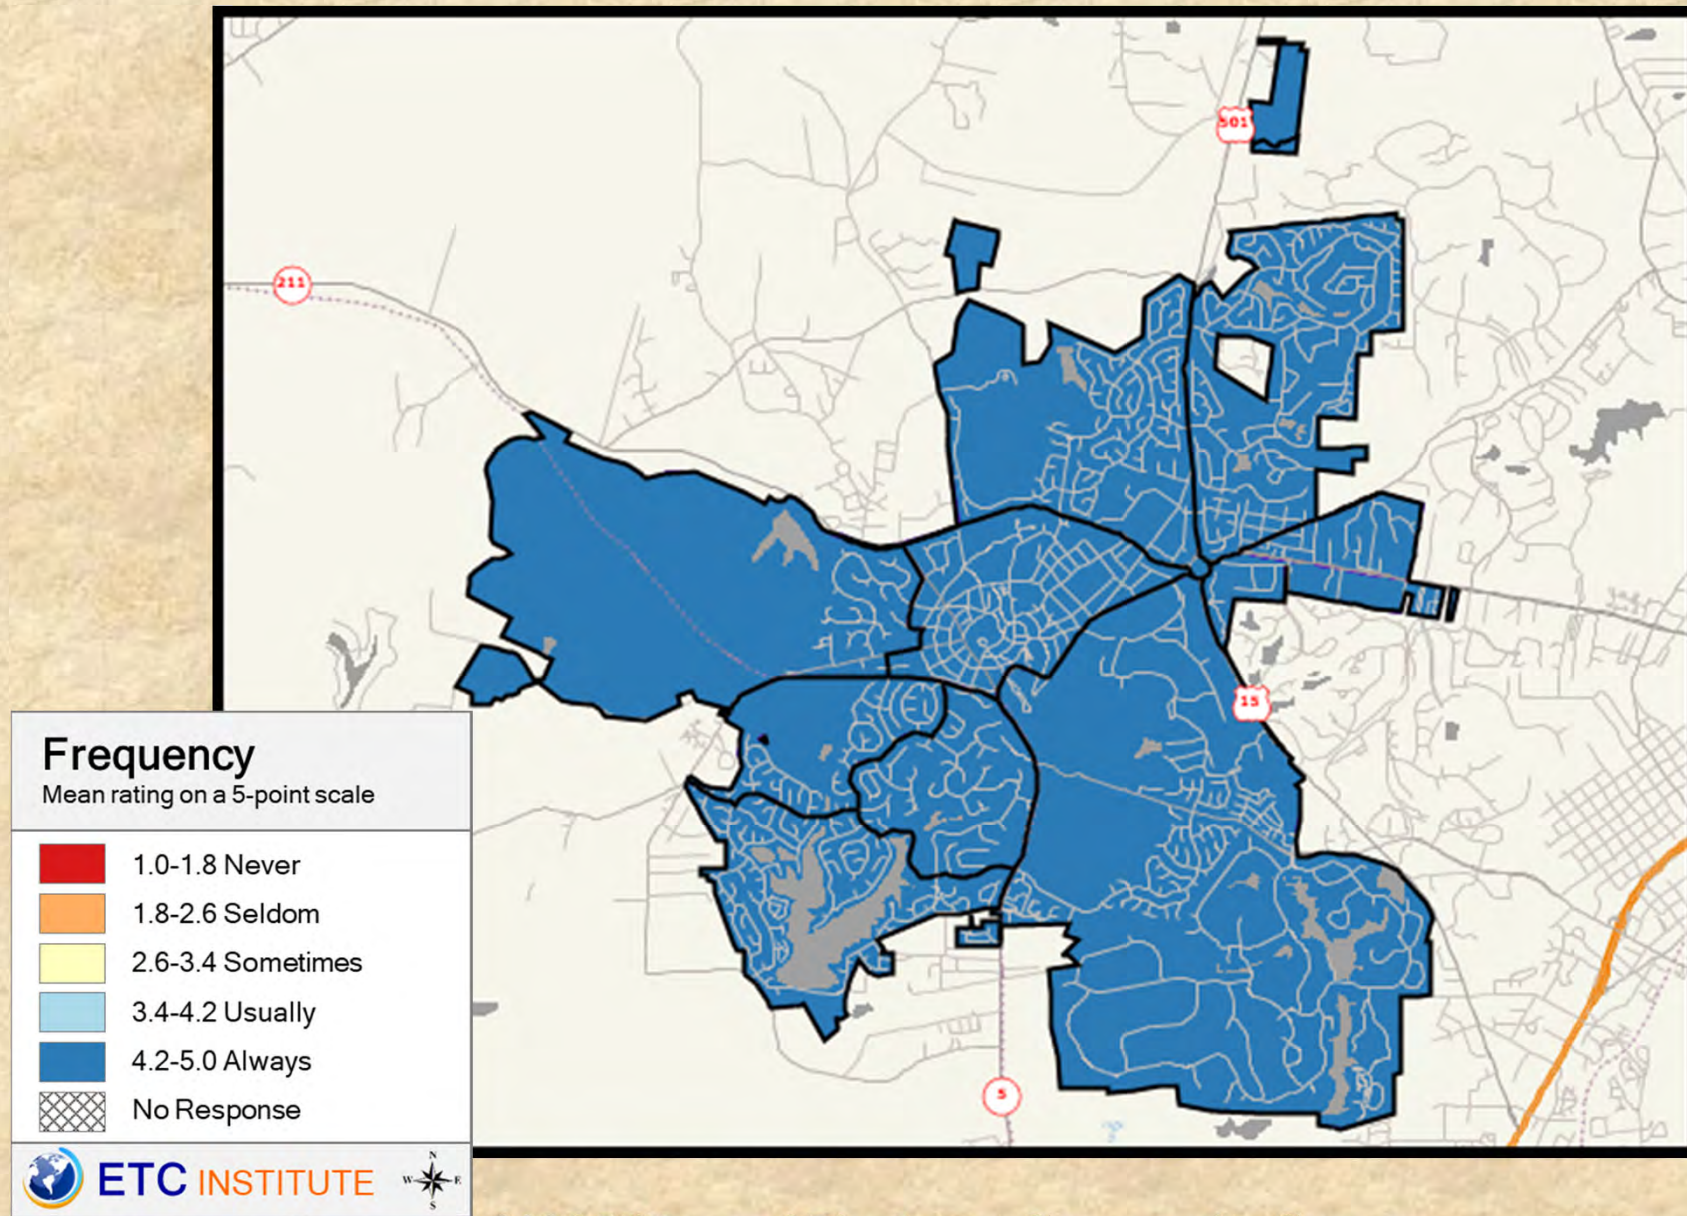 501
211
15
5
Frequency
Mean rating on a 5-point scale
1.0-1.8 Never
1.8-2.6 Seldom
2.6-3.4 Sometimes
3.4-4.2 Usually
4.2-5.0 Always
No Response
ETC INSTITUTE
N
W E
S